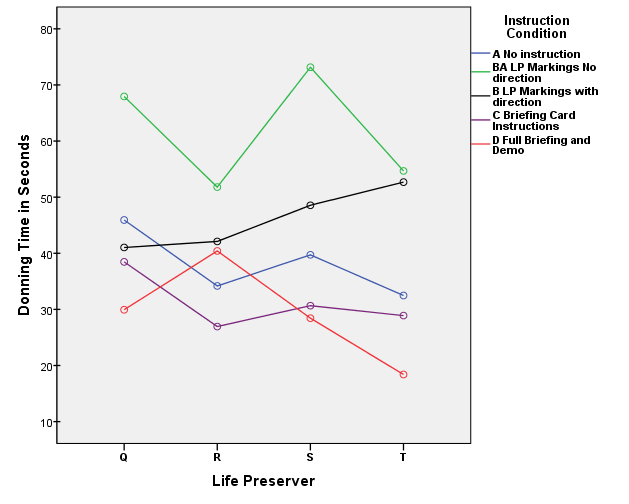 Instruction
Condition
A No instruction
BA LP Markings No
direction
B LP Markings with
direction
C Briefing Card
Instructions
D Full Briefing and
Demo
Donning Time in Seconds
80
70
60
50
40
30
20
10
Q R S T
Life Preserver